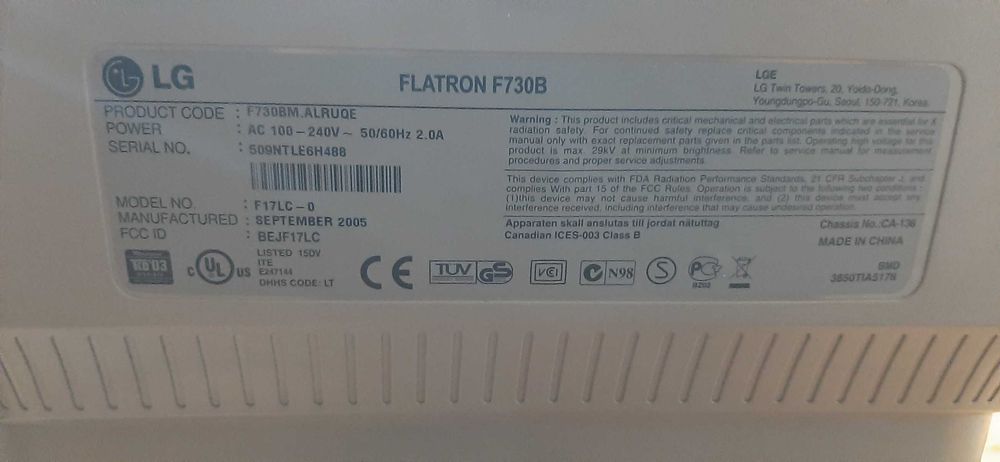 LG
FLATRON F730B
LGE
LG Twin Towers, 20, Yoido-Dong,
Youngdungpo-Gu, Seoul, 150-721, Korea
PRODUCT CODE : F730BM.ALRUQE
POWER : AC 100-240V~ 50/60Hz 2.0A
SERIAL NO. : 509NTLE6H488
MODEL NO. : F17LC-0
MANUFACTURED : SEPTEMBER 2005
FCC ID : BEJF17LC
Warning : This product includes critical mechanical and electrical parts which are essential for X
radiation safety. For continued safety replace critical components indicated in the service
manual only with exact replacement parts given in the parts list. Operating high voltage for this
product is max. 29kV at minimum brightness. Refer to service manual for measurement
procedures and proper service adjustments.
This device complies with FDA Radiation Performance Standards, 21 CFR Subchapter J, and
complies With part 15 of the FCC Rules. Operation is subject to the following two conditions :
(1)this device may not cause harmful interference, and (2) this device must accept any
interference received, including interference that may cause undesired operation.
Apparaten skall anslutas till jordat nätuttag
Canadian ICES-003 Class B
Chassis No.:CA-136
MADE IN CHINA
TCO'03
C UL US
LISTED 15DV
ITE
E247144
DHHS CODE: LT
CE
TÜV GS
VCI
N98
S
SMD
3850TIA517B